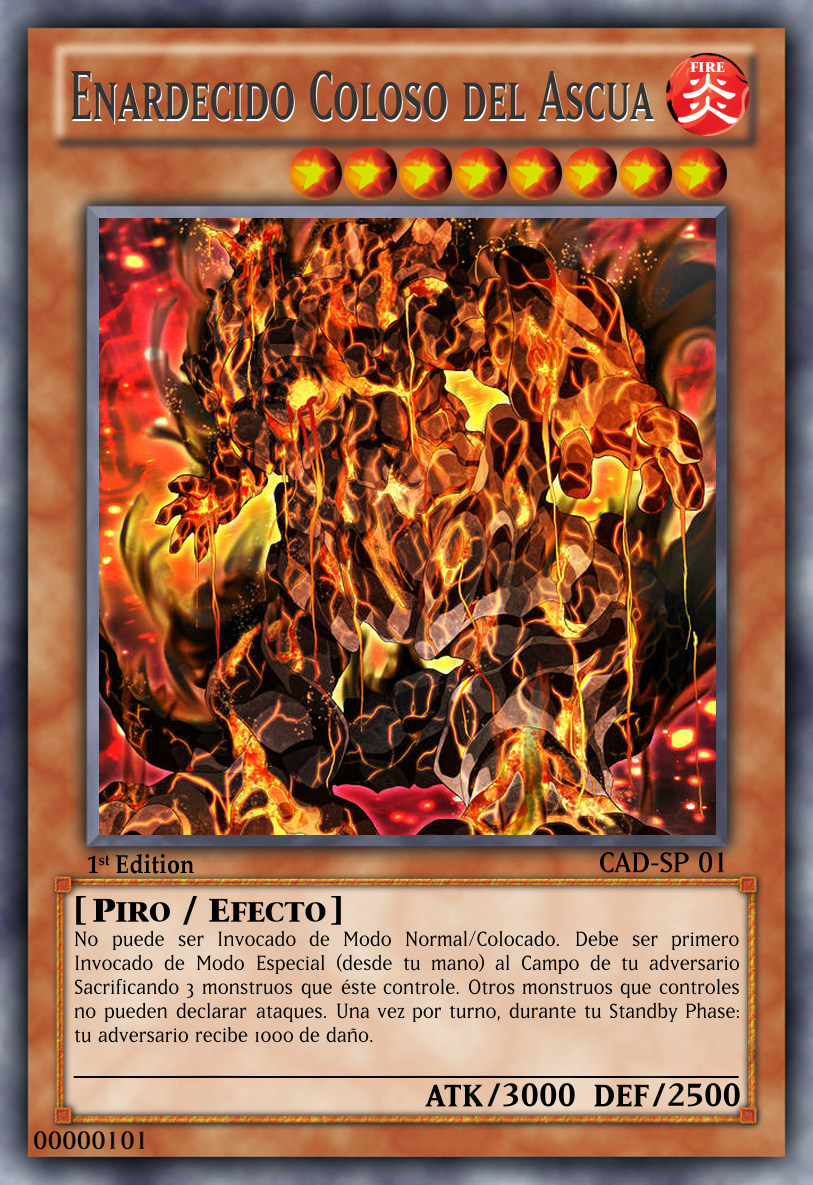 Enardecido Coloso del Ascua
FIRE
炎
1st Edition
CAD-SP 01
[ Piro / Efecto ]
No puede ser Invocado de Modo Normal/Colocado. Debe ser primero
Invocado de Modo Especial (desde tu mano) al Campo de tu adversario
Sacrificando 3 monstruos que éste controle. Otros monstruos que controles
no pueden declarar ataques. Una vez por turno, durante tu Standby Phase:
tu adversario recibe 1000 de daño.
ATK/3000 DEF/2500
00000101